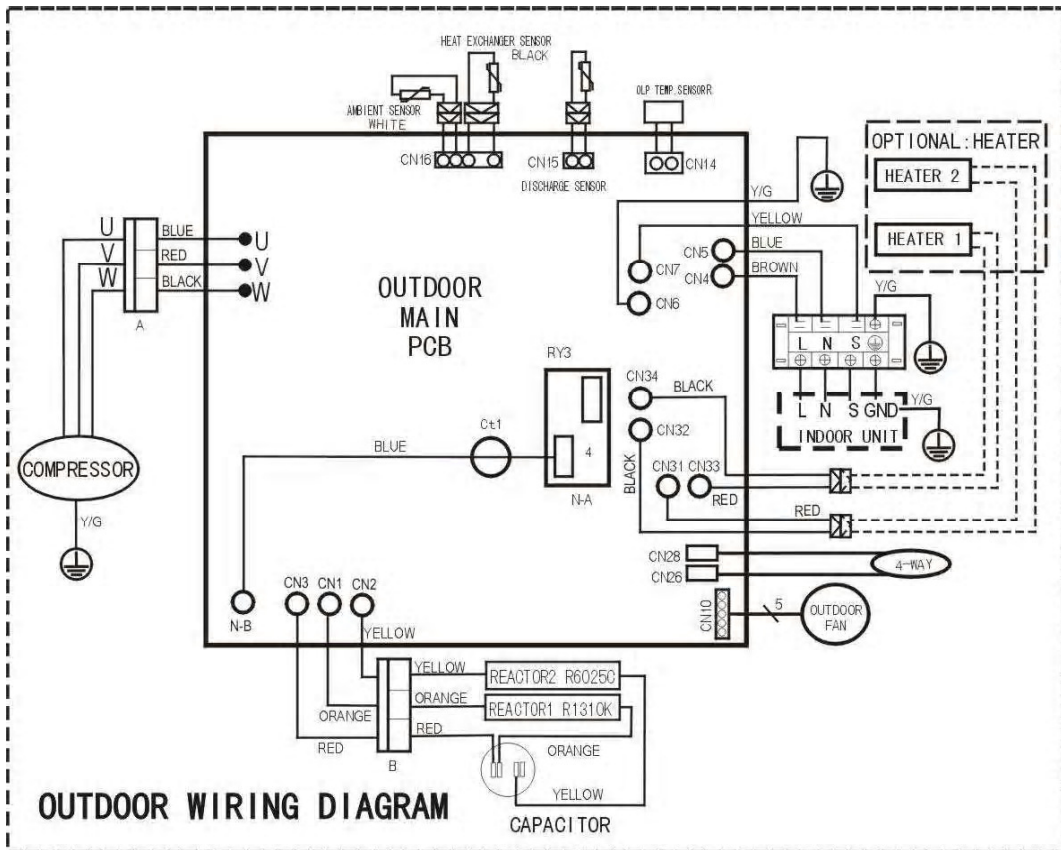 HEAT EXCHANGER SENSOR
BLACK
AMBIENT SENSOR
WHITE
OLP TEMP.SENSORR
CN16
CN15
CN14
DISCHARGE SENSOR
OPTIONAL:HEATER
HEATER 2
HEATER 1
Y/G
YELLOW
BLUE
BROWN
CN5
CN4
CN7
CN6
U
V
W
BLUE
RED
BLACK
U
V
W
A
OUTDOOR
MAIN
PCB
Y/G
L N S
L N S GND
INDOOR UNIT
Y/G
RY3
4
N-A
Ct1
BLUE
CN34
BLACK
CN32
BLACK
CN31
CN33
RED
RED
COMPRESSOR
Y/G
CN28
CN26
4-WAY
CN10
5
OUTDOOR
FAN
N-B
CN3
CN1
CN2
YELLOW
ORANGE
RED
B
YELLOW
ORANGE
RED
REACTOR2 R6025C
REACTOR1 R1310K
ORANGE
YELLOW
CAPACITOR
OUTDOOR WIRING DIAGRAM